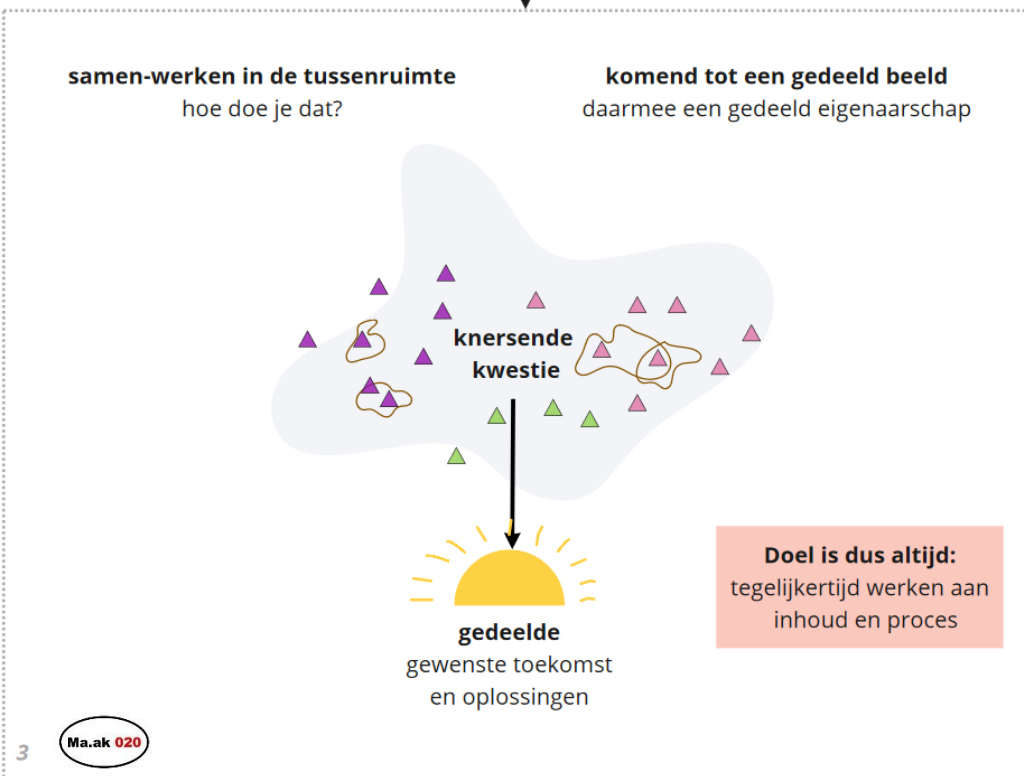 samen-werken in de tussenruimte
hoe doe je dat?
komend tot een gedeeld beeld
daarmee een gedeeld eigenaarschap
knersende
kwestie
Doel is dus altijd:
tegelijkertijd werken aan
inhoud en proces
gedeelde
gewenste toekomst
en oplossingen
3
Ma.ak 020